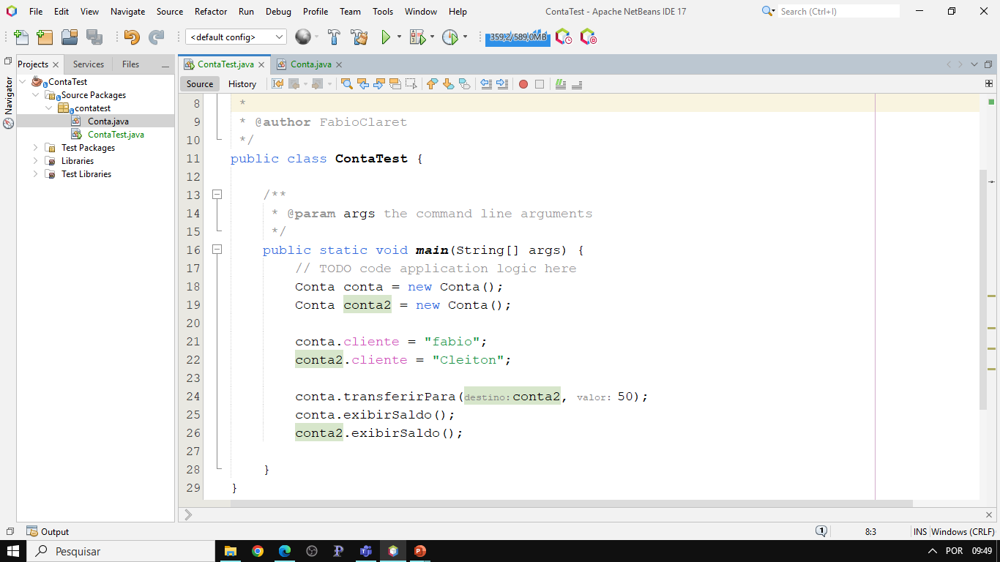 File Edit View Navigate Source Refactor Run Debug Profile Team Tools Window Help
ContaTest - Apache NetBeans IDE 17
Search (Ctrl+I)
<default config>
359,2/589,0MB
Projects Services Files
Navigator
ContaTest
Source Packages
contatest
Conta.java
ContaTest.java
Test Packages
Libraries
Test Libraries
ContaTest.java Conta.java
Source History
8 *
9 * @author FabioClaret
10 */
11 public class ContaTest {
12
13 /**
14 * @param args the command line arguments
15 */
16 public static void main(String[] args) {
17 // TODO code application logic here
18 Conta conta = new Conta();
19 Conta conta2 = new Conta();
20
21 conta.cliente = "fabio";
22 conta2.cliente = "Cleiton";
23
24 conta.transferirPara(destino: conta2, valor: 50);
25 conta.exibirSaldo();
26 conta2.exibirSaldo();
27
28 }
29 }
Output
1
8:3
INS Windows (CRLF)
Pesquisar
POR 09:49